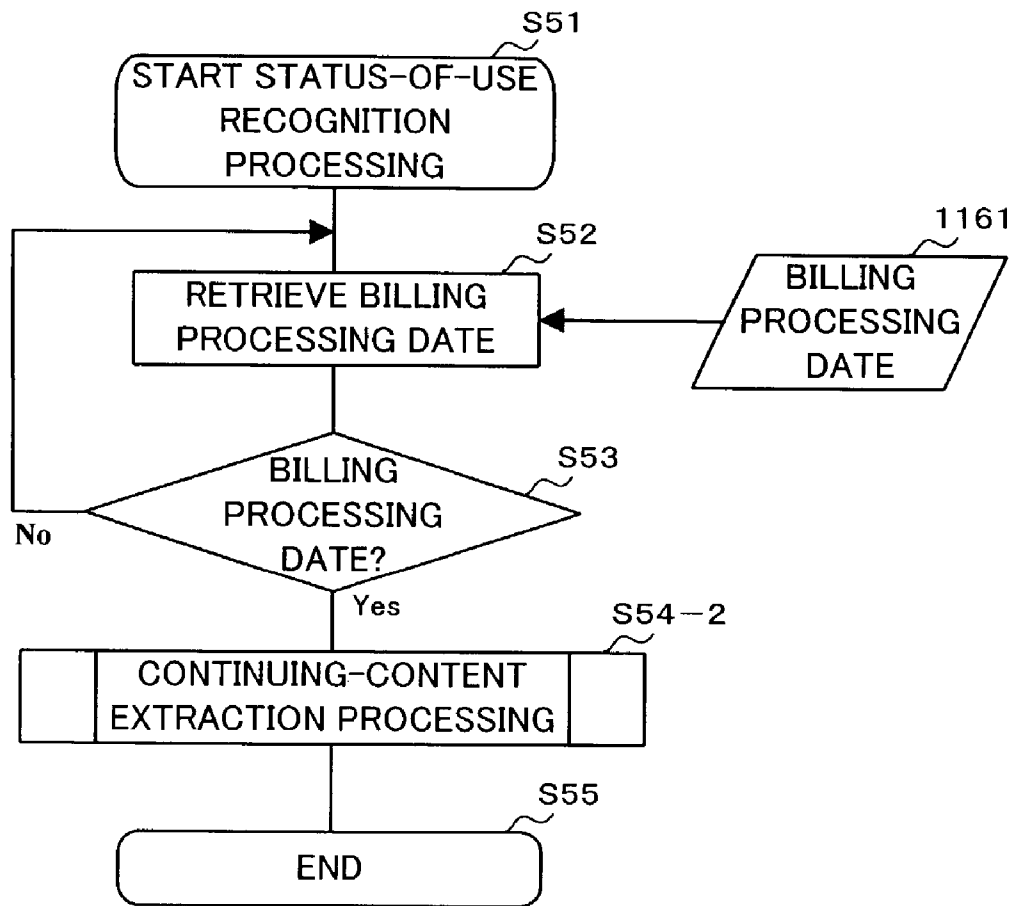 S51
START STATUS-OF-USE
RECOGNITION
PROCESSING
S52
RETRIEVE BILLING
PROCESSING DATE
1161
BILLING
PROCESSING
DATE
S53
BILLING
PROCESSING
DATE?
No
Yes
S54-2
CONTINUING-CONTENT
EXTRACTION PROCESSING
S55
END